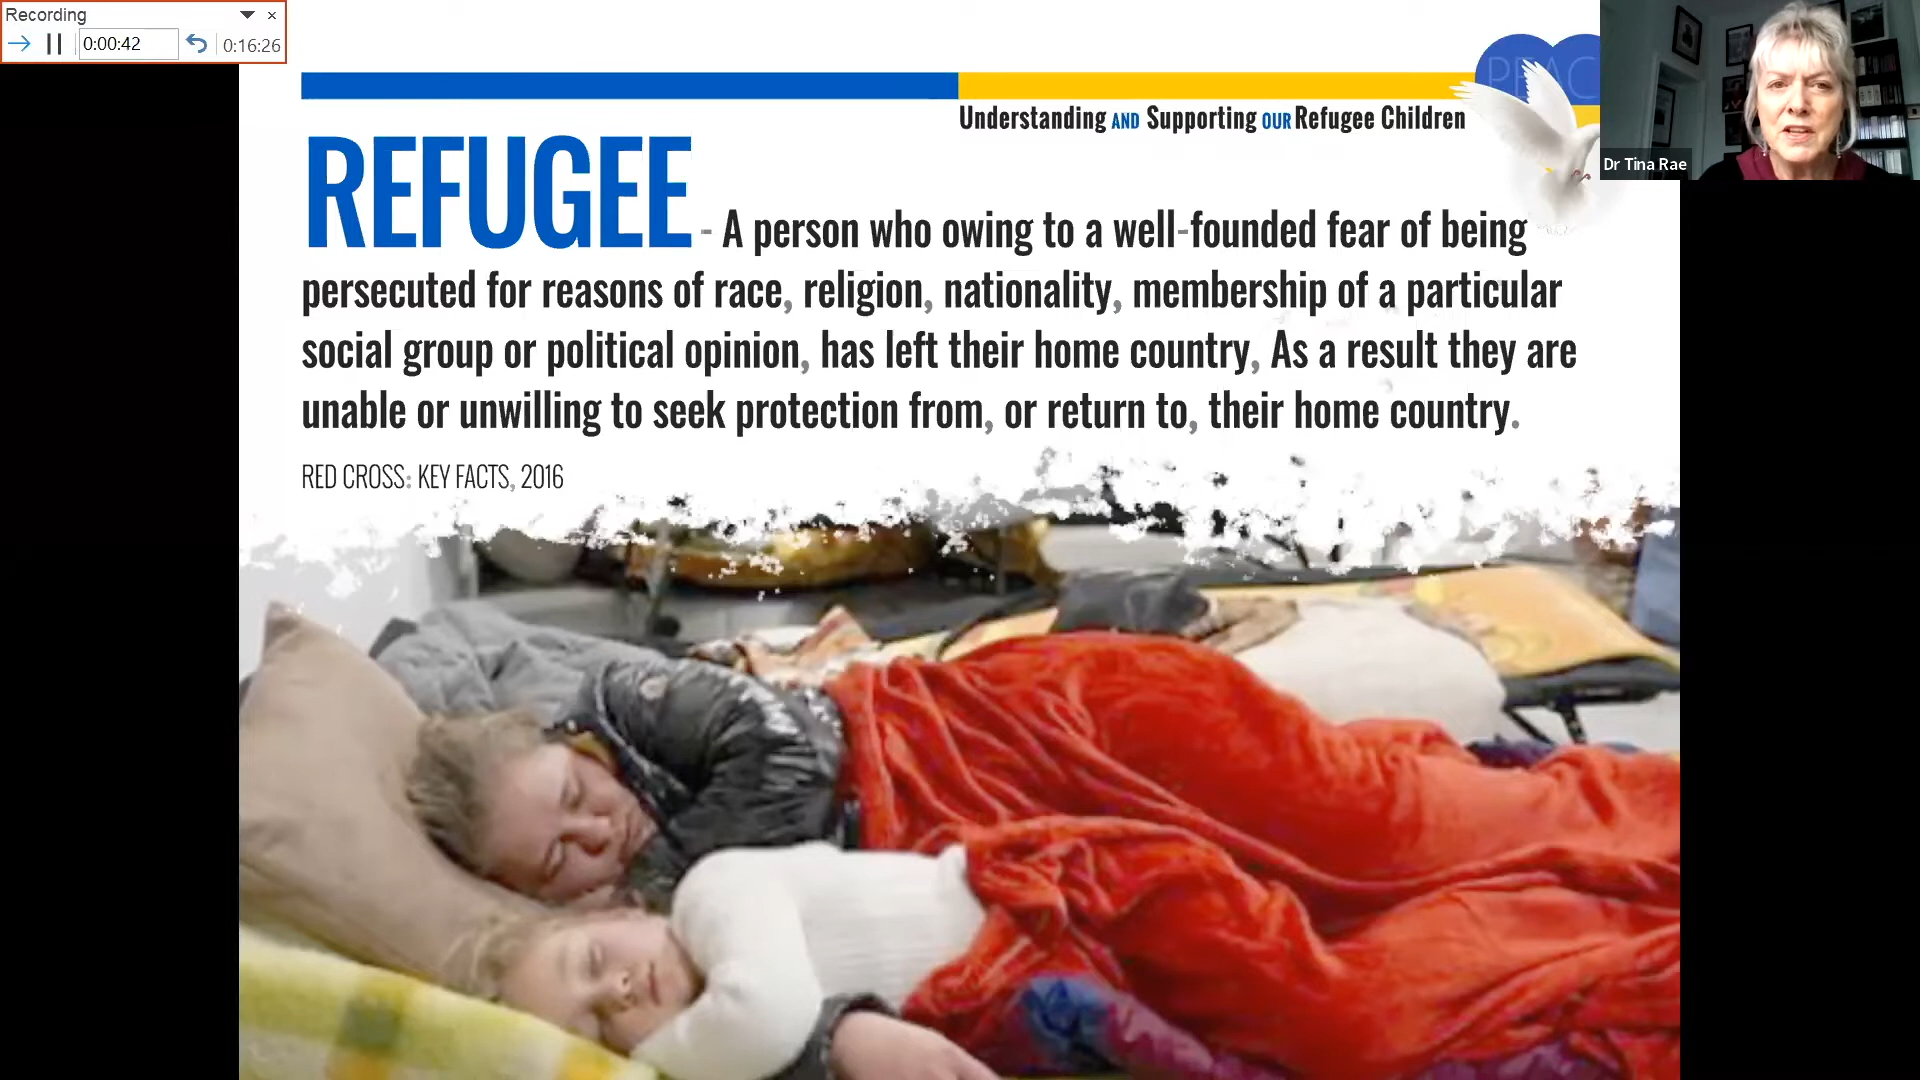 Recording
0:00:42
0:16:26
PEAC
Understanding AND Supporting OUR Refugee Children
Dr Tina Rae
REFUGEE - A person who owing to a well-founded fear of being
persecuted for reasons of race, religion, nationality, membership of a particular
social group or political opinion, has left their home country, As a result they are
unable or unwilling to seek protection from, or return to, their home country.
RED CROSS: KEY FACTS, 2016